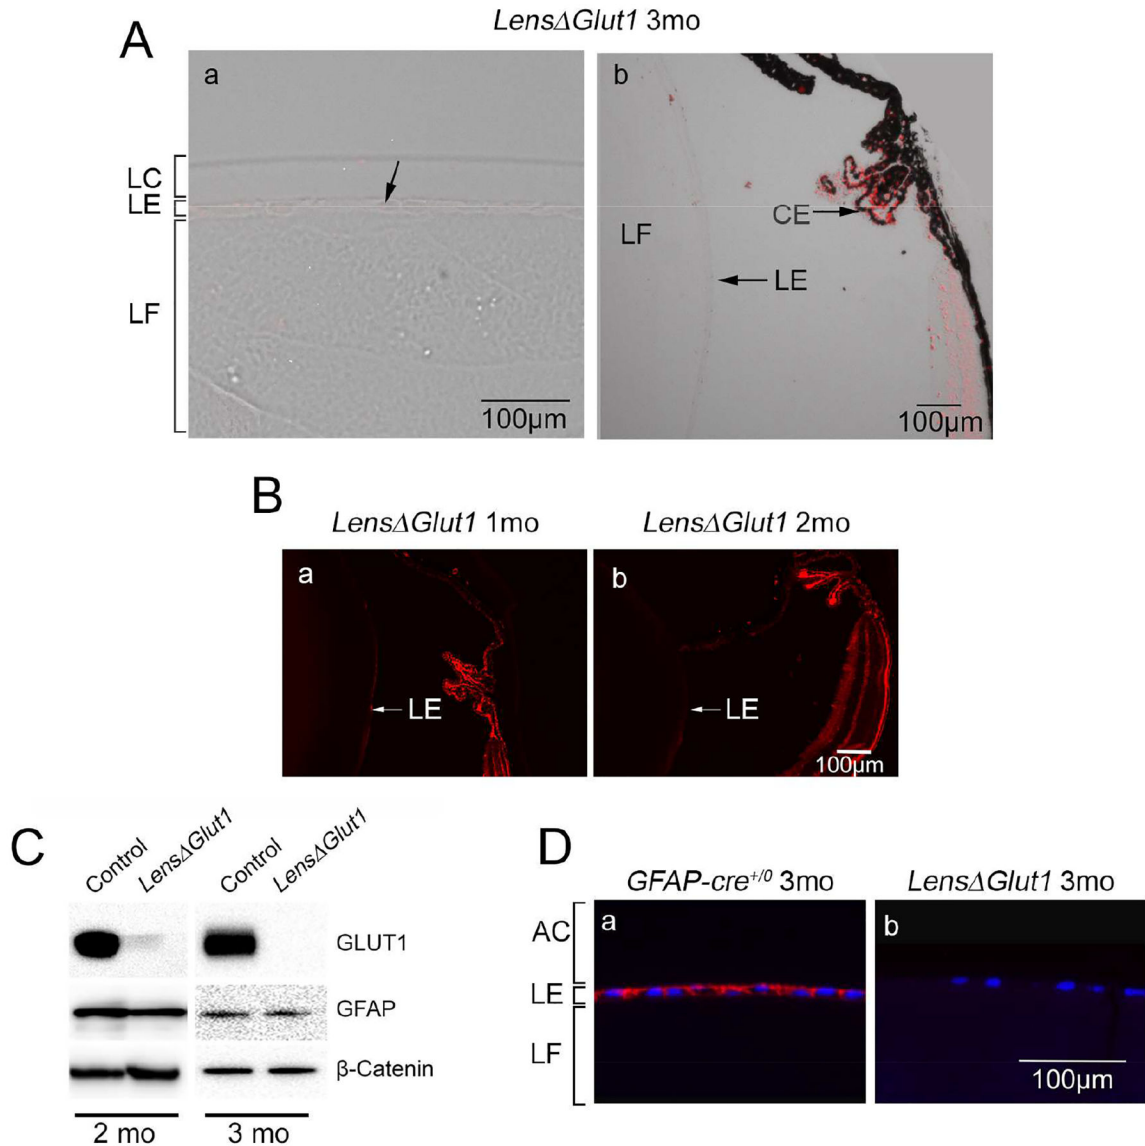 LensΔGlut1 3mo
A
a
b
LC
LE
LF
100µm
CE
LF
LE
100µm
B
LensΔGlut1 1mo
LensΔGlut1 2mo
a
b
LE
LE
100µm
C
Control
LensΔGlut1
Control
LensΔGlut1
GLUT1
GFAP
β-Catenin
2 mo
3 mo
D
GFAP-cre+/0 3mo
LensΔGlut1 3mo
a
b
AC
LE
LF
100µm